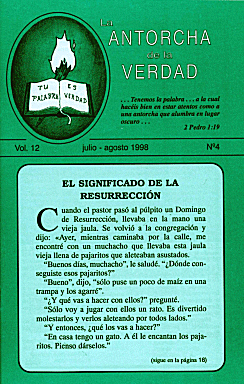 La
ANTORCHA
de la
VERDAD
TU ES
PALABRA VERDAD
. . . Tenemos la palabra . . . a la cual
hacéis bien en estar atentos como a
una antorcha que alumbra en lugar
oscuro . . .
2 Pedro 1:19
Vol. 12 julio - agosto 1998 Nº4
EL SIGNIFICADO DE LA
RESURRECCIÓN
Cuando el pastor pasó al púlpito un Domingo
de Resurrección, llevaba en la mano una
vieja jaula. Se volvió a la congregación y
dijo: «Ayer, mientras caminaba por la calle, me
encontré con un muchacho que llevaba esta jaula
vieja llena de pajaritos que aleteaban asustados.
"Buenos días, muchacho", le saludé. "¿Dónde con-
seguiste esos pajaritos?"
"Bueno", dijo, "sólo puse un poco de maíz en una
trampa y los agarré".
"¿Y qué vas a hacer con ellos?" pregunté.
"Sólo voy a jugar con ellos un rato. Es divertido
molestarlos y verlos aleteando por todos lados."
"Y entonces, ¿qué los vas a hacer?"
"En casa tengo un gato. A él le encantan los paja-
ritos. Pienso dárselos."
(sigue en la página 16)